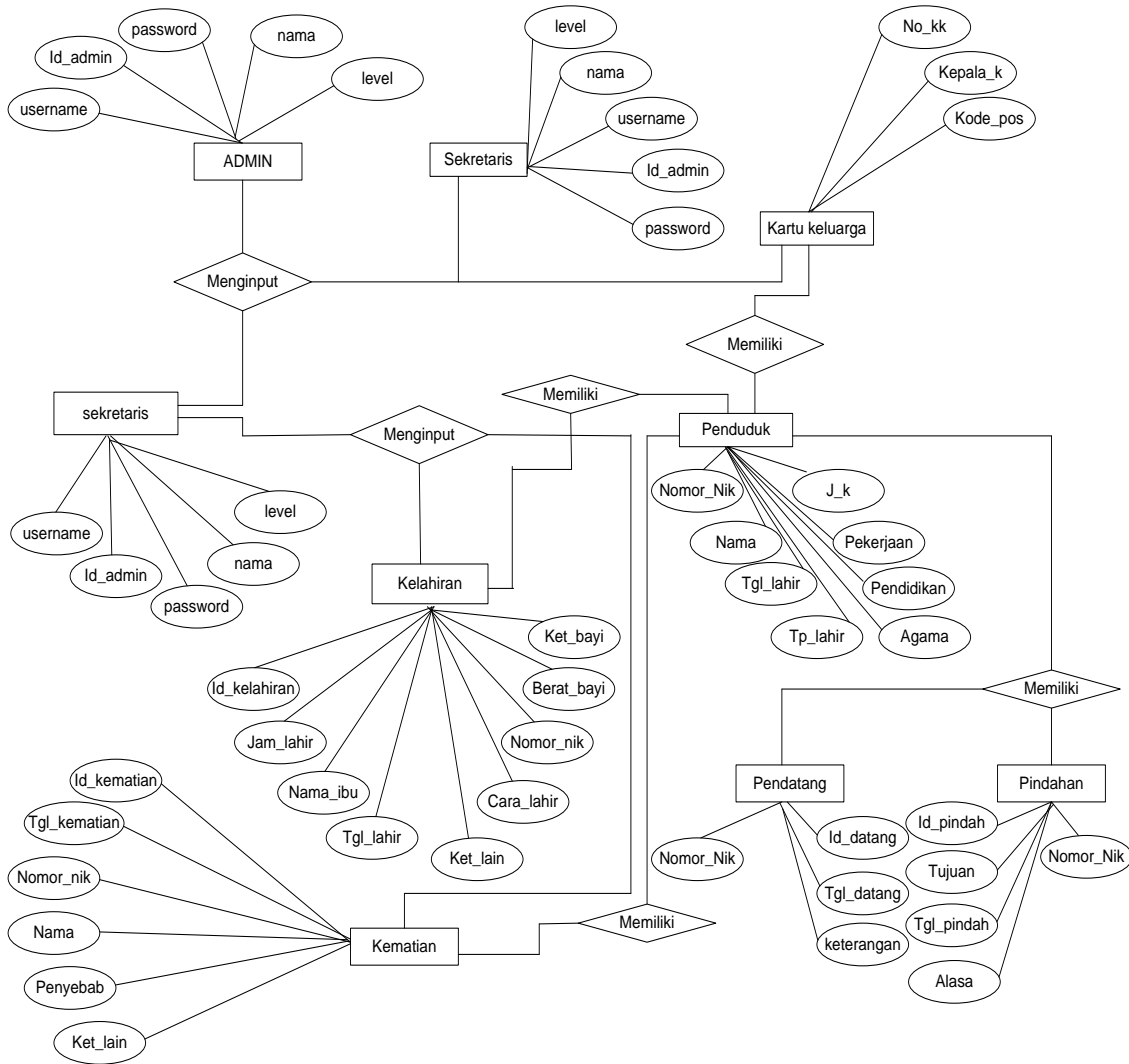 password
nama
Id_admin
level
username
ADMIN
level
nama
username
Sekretaris
Id_admin
password
No_kk
Kepala_k
Kode_pos
Kartu keluarga
Menginput
Memiliki
sekretaris
Menginput
Memiliki
Penduduk
username
Id_admin
password
nama
level
Nomor_Nik
J_k
Nama
Pekerjaan
Tgl_lahir
Pendidikan
Tp_lahir
Agama
Kelahiran
Ket_bayi
Id_kelahiran
Berat_bayi
Jam_lahir
Nomor_nik
Nama_ibu
Cara_lahir
Tgl_lahir
Ket_lain
Memiliki
Pendatang
Pindahan
Nomor_Nik
Id_datang
Tgl_datang
keterangan
Id_pindah
Tujuan
Nomor_Nik
Tgl_pindah
Alasa
Id_kematian
Tgl_kematian
Nomor_nik
Nama
Penyebab
Ket_lain
Kematian
Memiliki